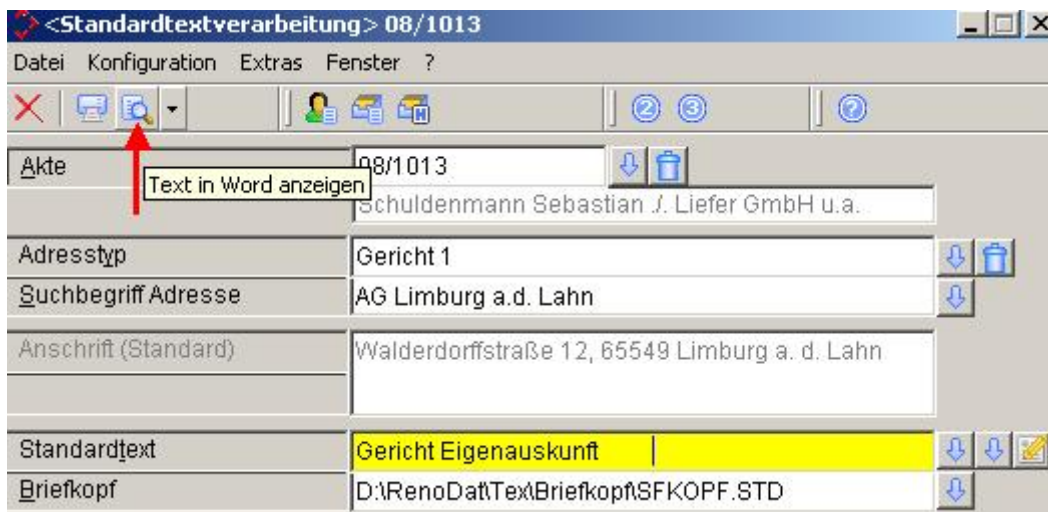 <Standardtextverarbeitung> 08/1013
Datei Konfiguration Extras Fenster ?
2 3 ?
Akte 08/1013
Text in Word anzeigen
Schuldenmann Sebastian ./. Liefer GmbH u.a.
Adresstyp Gericht 1
Suchbegriff Adresse AG Limburg a.d. Lahn
Anschrift (Standard) Walderdorffstraße 12, 65549 Limburg a. d. Lahn
Standardtext Gericht Eigenauskunft
Briefkopf D:\RenoDat\Tex\Briefkopf\SFKOPF.STD